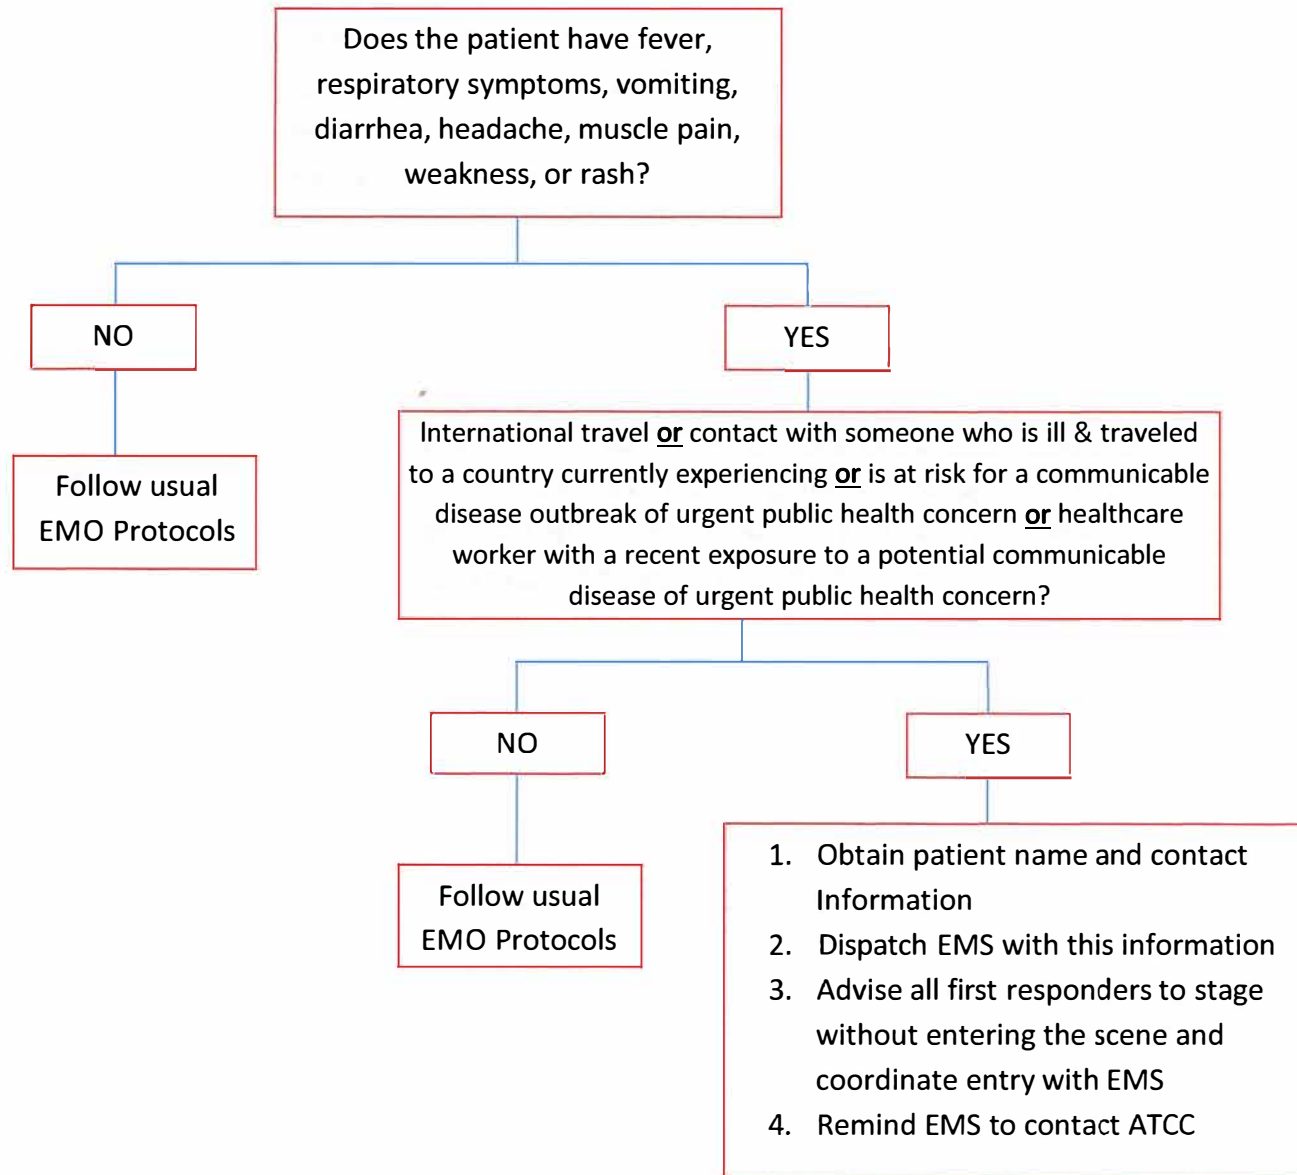 Does the patient have fever,
respiratory symptoms, vomiting,
diarrhea, headache, muscle pain,
weakness, or rash?
NO
YES
Follow usual
EMO Protocols
International travel or contact with someone who is ill & traveled
to a country currently experiencing or is at risk for a communicable
disease outbreak of urgent public health concern or healthcare
worker with a recent exposure to a potential communicable
disease of urgent public health concern?
NO
YES
Follow usual
EMO Protocols
1. Obtain patient name and contact
Information
2. Dispatch EMS with this information
3. Advise all first responders to stage
without entering the scene and
coordinate entry with EMS
4. Remind EMS to contact ATCC